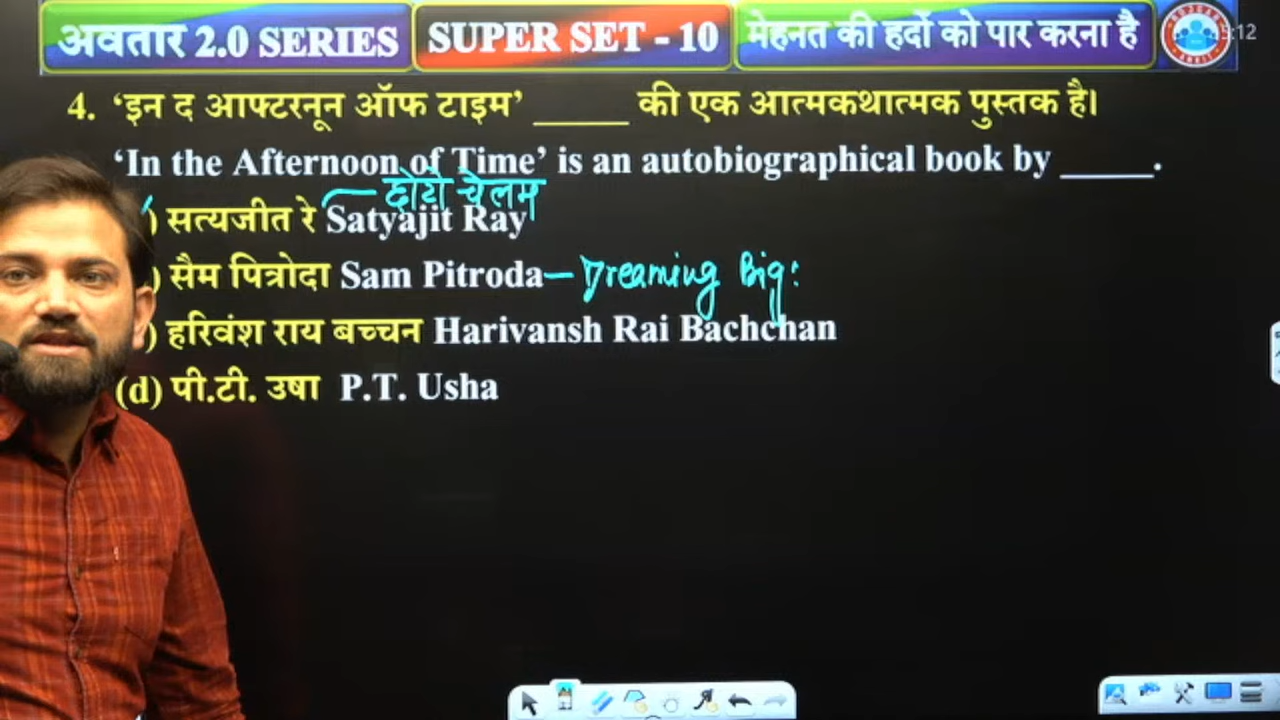 अवतार 2.0 SERIES SUPER SET - 10 मेहनत की हदों को पार करना है :12
4. ‘इन द आफ्टरनून ऑफ टाइम’ _____ की एक आत्मकथात्मक पुस्तक है।
‘In the Afternoon of Time’ is an autobiographical book by _____.
चेलम
) सत्यजीत रे Satyajit Ray
) सैम पित्रोदा Sam Pitroda – Dreaming Big:
) हरिवंश राय बच्चन Harivansh Rai Bachchan
(d) पी.टी. उषा P.T. Usha